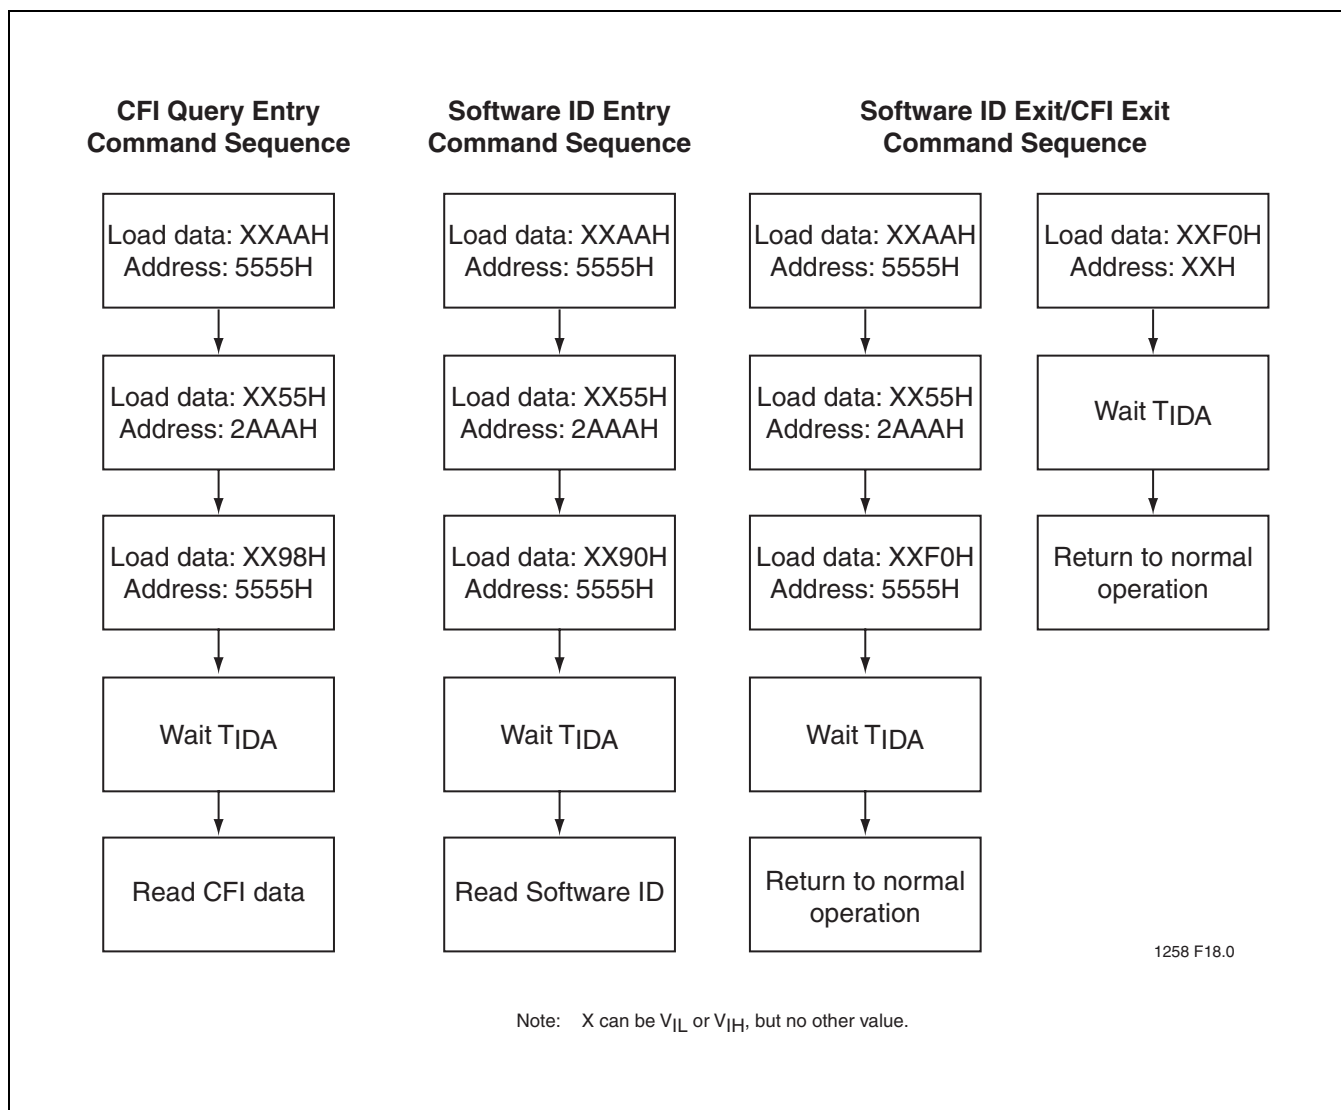 CFI Query Entry
Command Sequence
Load data: XXAAH
Address: 5555H
Load data: XX55H
Address: 2AAAH
Load data: XX98H
Address: 5555H
Wait TIDA
Read CFI data
Software ID Entry
Command Sequence
Load data: XXAAH
Address: 5555H
Load data: XX55H
Address: 2AAAH
Load data: XX90H
Address: 5555H
Wait TIDA
Read Software ID
Software ID Exit/CFI Exit
Command Sequence
Load data: XXAAH
Address: 5555H
Load data: XX55H
Address: 2AAAH
Load data: XXF0H
Address: 5555H
Wait TIDA
Return to normal
operation
Load data: XXF0H
Address: XXH
Wait TIDA
Return to normal
operation
1258 F18.0
Note: X can be VIL or VIH, but no other value.